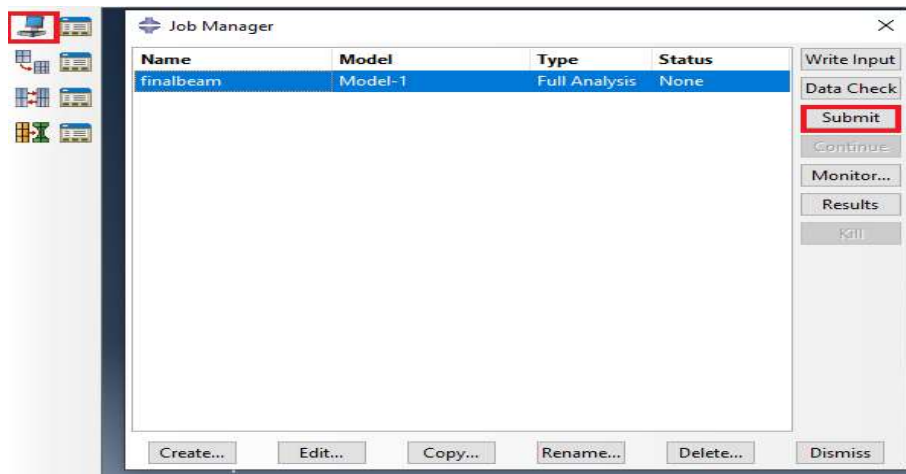 Job Manager
Name Model Type Status Write Input
finalbeam Model-1 Full Analysis None
Data Check
Submit
Continue
Monitor...
Results
Kill
Create... Edit... Copy... Rename... Delete... Dismiss